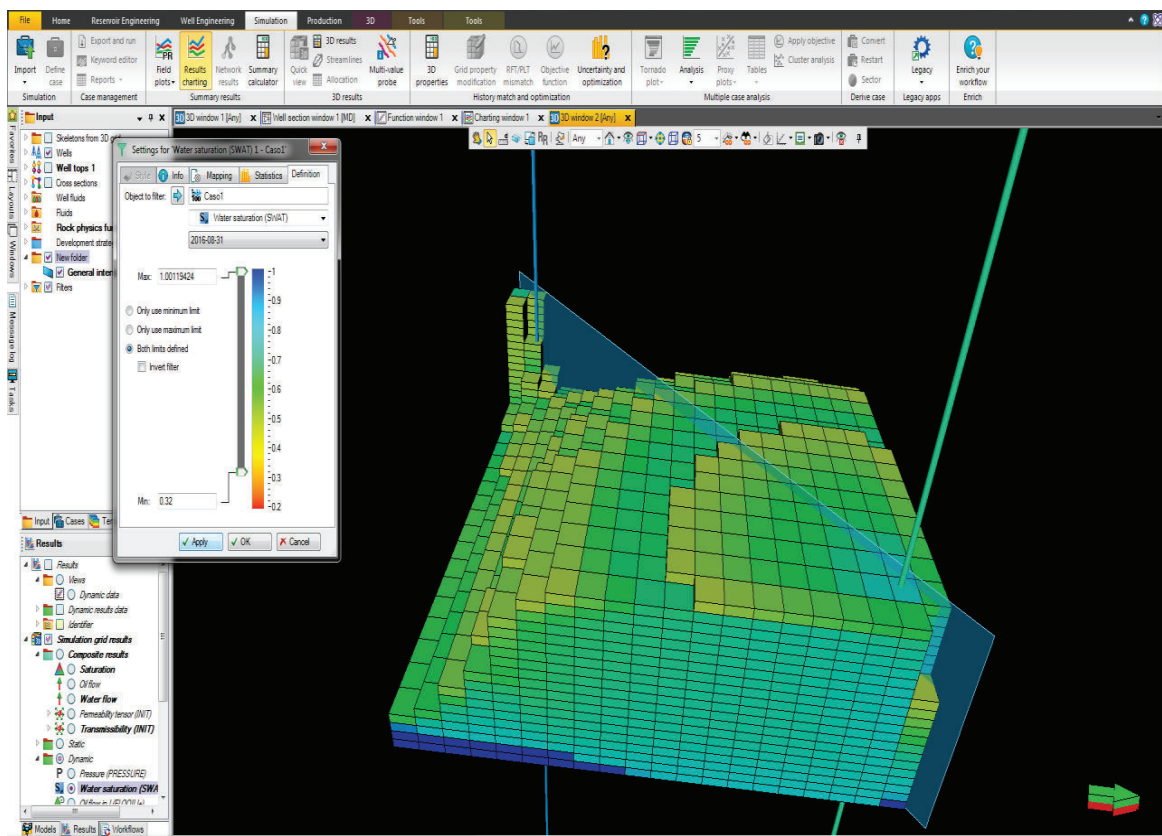 File Home Reservoir Engineering Well Engineering Simulation Production 3D Tools Tools
Import Define case
Export and run
Keyword editor
Reports
Field plots Results charting Network results Summary calculator
Quick view
3D results
Streamlines
Allocation
Multi-value probe
3D properties Grid property modification RFT/PLT mismatch Objective function Uncertainty and optimization
Tornado plot Analysis Proxy plots Tables
Apply objective
Cluster analysis
Convert
Restart
Sector
Legacy
Enrich your workflow
Simulation Case management Summary results 3D results History match and optimization Multiple case analysis Derive case Legacy apps Enrich
Input
3D window 1 [Any] X Well section window 1 [MD] X Function window 1 X Charting window 1 X 3D window 2 [Any] X
Any 5
Favorites
Layouts
Windows
Message log
Tasks
Skeletons from 3D
Wells
Well tops 1
Cross sections
Well fluids
Fluids
Rock physics fu
Development strate
New folder
General inter
Filters
Settings for 'Water saturation (SWAT) 1 - Caso1'
Style Info Mapping Statistics Definition
Object to filter: Caso1
Water saturation (SWAT)
2016-08-31
Max: 1.00119424
Only use minimum limit
Only use maximum limit
Both limits defined
Invert filter
Min: 0.32
1
0.9
0.8
0.7
0.6
0.5
0.4
0.3
0.2
Apply OK Cancel
Input Cases Te
Results
Results
Views
Dynamic data
Dynamic results data
Identifier
Simulation grid results
Composite results
Saturation
Oil flow
Water flow
Permeability tensor (INIT)
Transmissibility (INIT)
Static
Dynamic
Pressure (PRESSURE)
Water saturation (SWA
Models Results Workflows